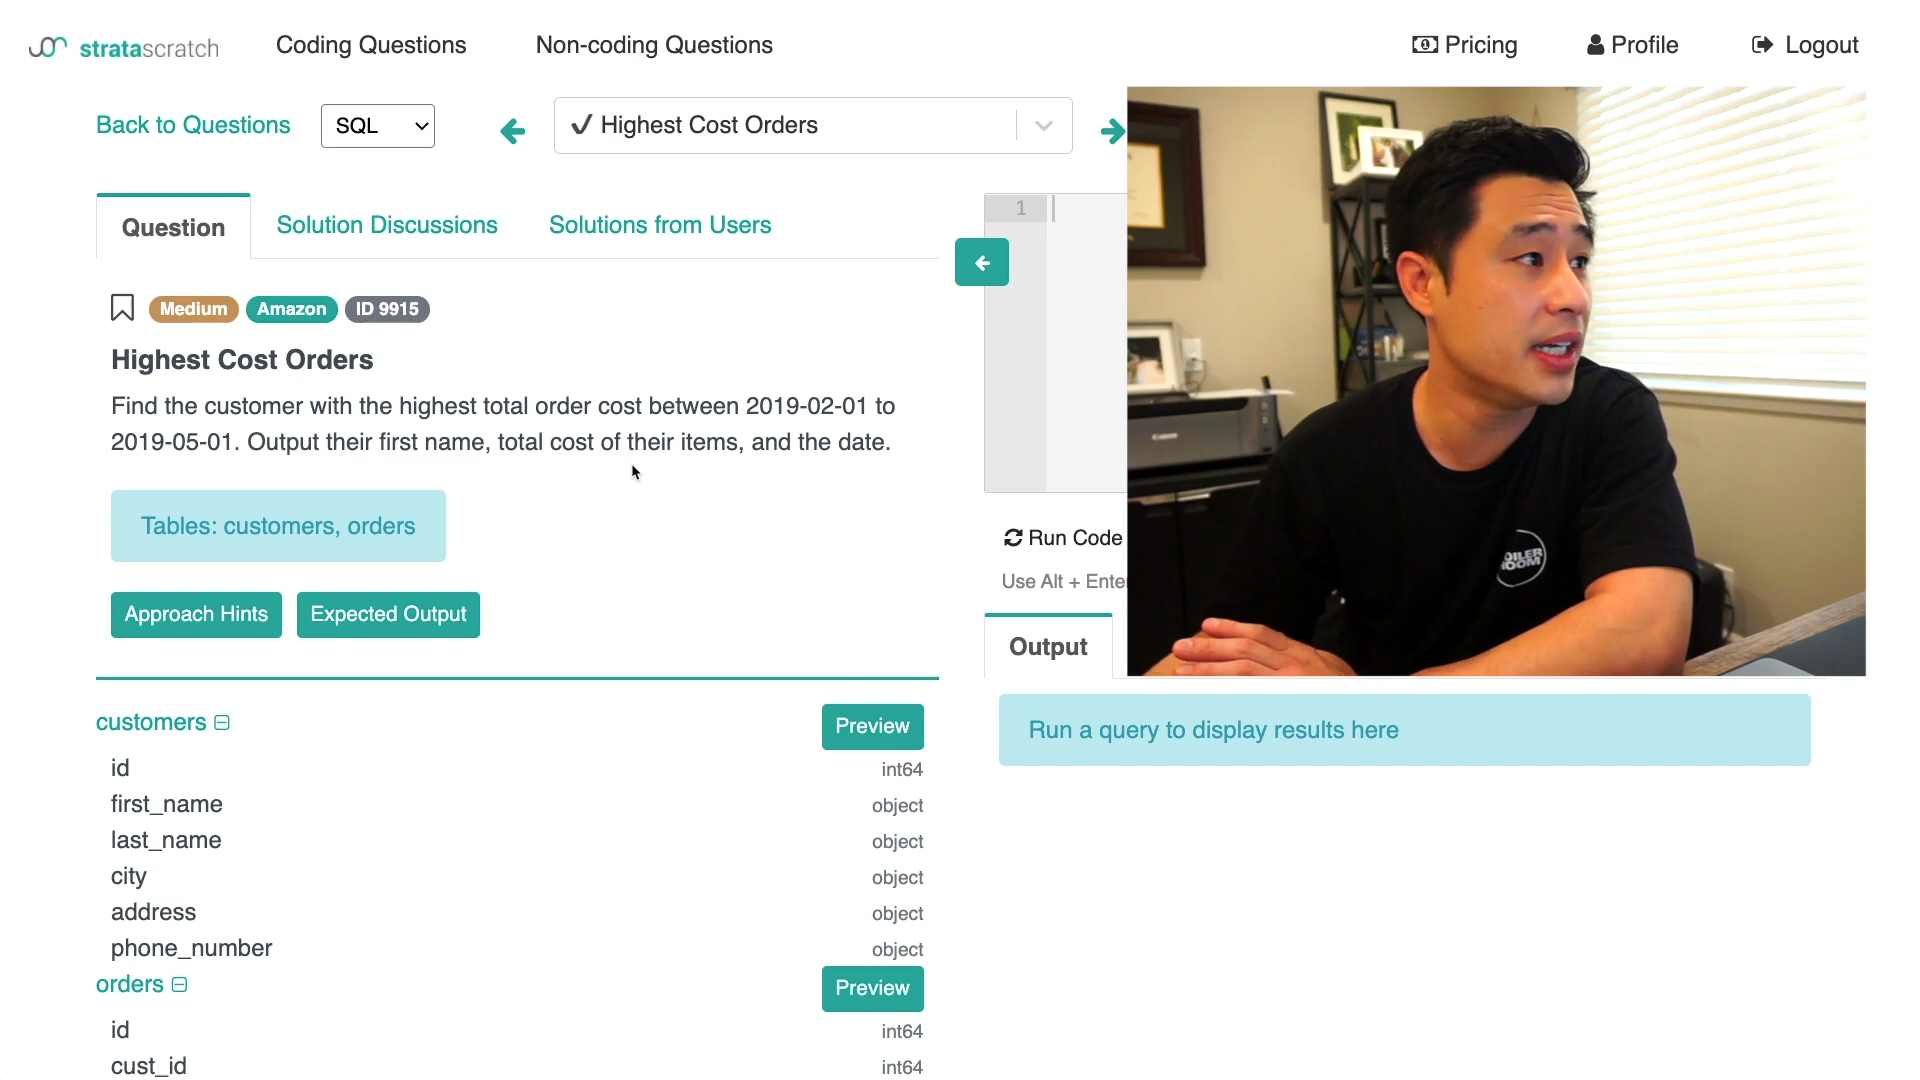 stratascratch
Coding Questions
Non-coding Questions
Pricing
Profile
Logout
Back to Questions
SQL
Highest Cost Orders
Question
Solution Discussions
Solutions from Users
1
Medium
Amazon
ID 9915
Highest Cost Orders
Find the customer with the highest total order cost between 2019-02-01 to
2019-05-01. Output their first name, total cost of their items, and the date.
Tables: customers, orders
Approach Hints
Expected Output
Run Code
Use Alt + Enter
Output
Run a query to display results here
customers
Preview
id int64
first_name object
last_name object
city object
address object
phone_number object
orders
Preview
id int64
cust_id int64
Canon
OILER
ROOM